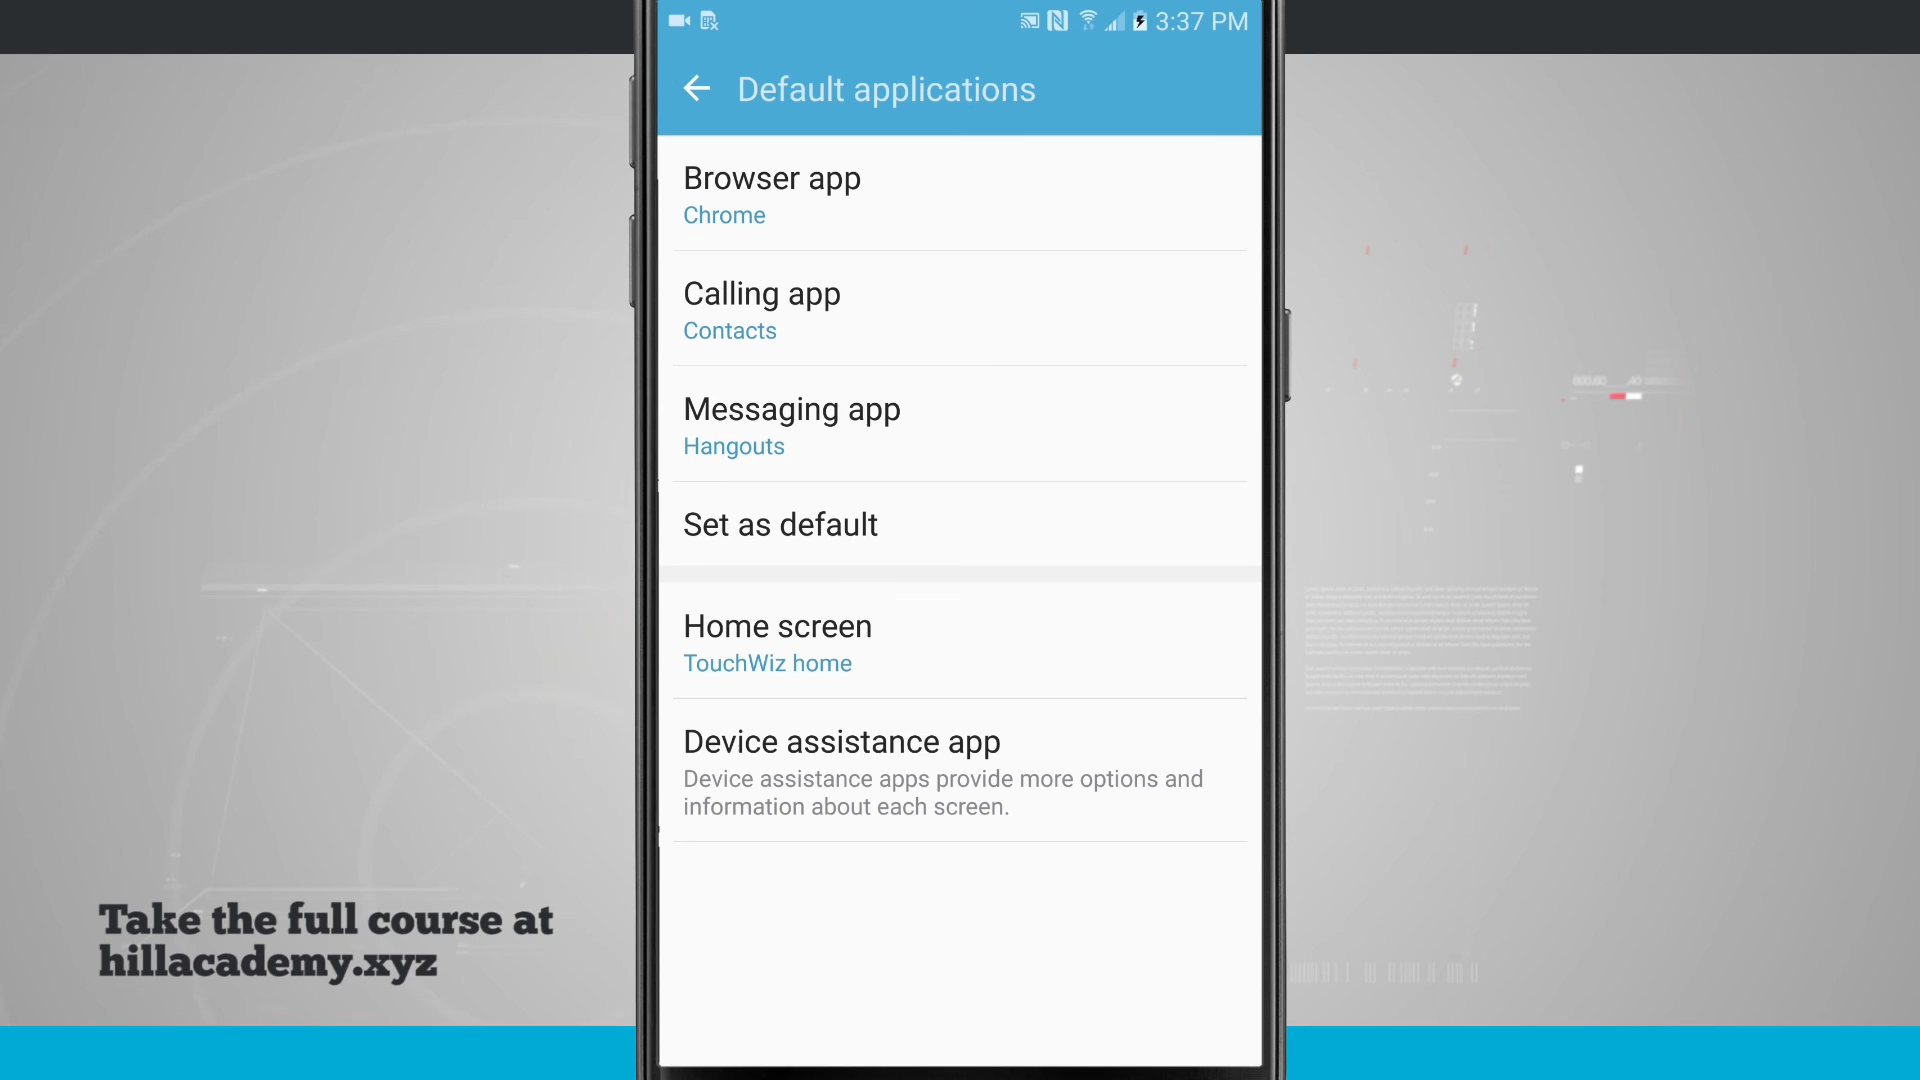 3:37 PM
Default applications
Browser app
Chrome
Calling app
Contacts
Messaging app
Hangouts
Set as default
Home screen
TouchWiz home
Device assistance app
Device assistance apps provide more options and
information about each screen.
Take the full course at
hillacademy.xyz